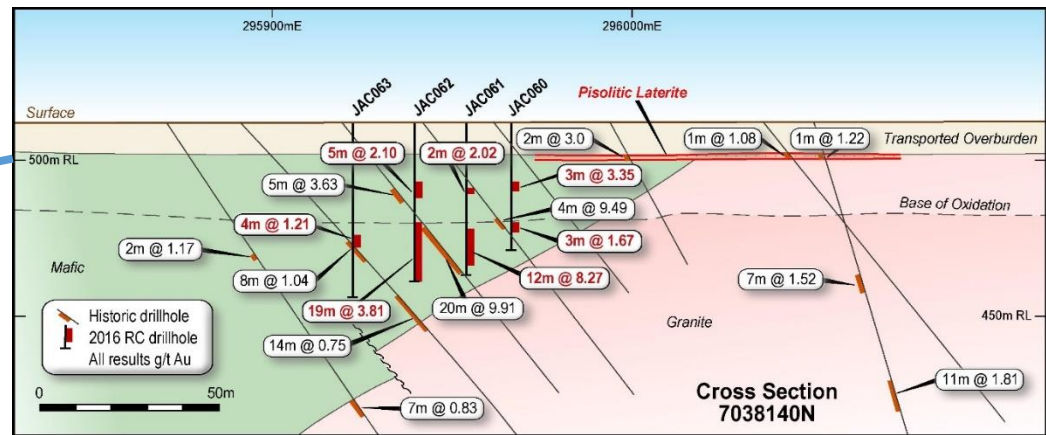 295900mE
296000mE
JAC063
JAC062
JAC061
JAC060
Pisolitic Laterite
Surface
2m @ 3.0
1m @ 1.08
1m @ 1.22
Transported Overburden
500m RL
5m @ 2.10
2m @ 2.02
3m @ 3.35
5m @ 3.63
4m @ 9.49
Base of Oxidation
4m @ 1.21
3m @ 1.67
2m @ 1.17
Mafic
8m @ 1.04
12m @ 8.27
7m @ 1.52
19m @ 3.81
20m @ 9.91
Granite
450m RL
Historic drillhole
2016 RC drillhole
All results g/t Au
14m @ 0.75
11m @ 1.81
0
50m
7m @ 0.83
Cross Section
7038140N